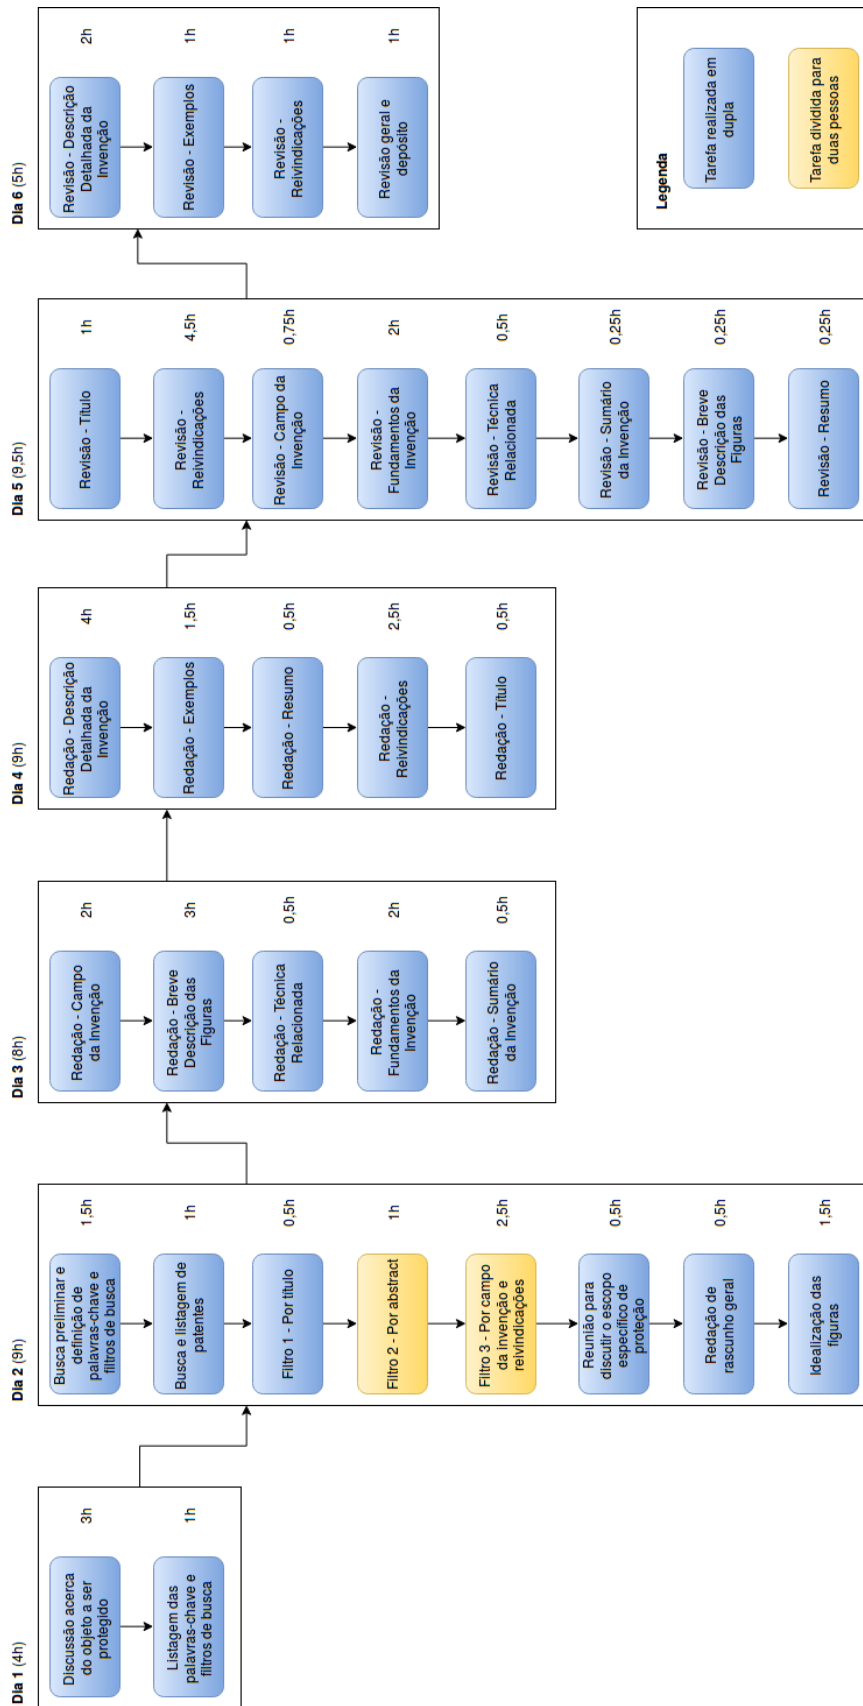 Dia 1 (4h)
Discussão acerca
do objeto a ser
protegido
3h
Listagem das
palavras-chave e
filtros de busca
1h
Dia 2 (9h)
Busca preliminar e
definição de
palavras-chave e
filtros de busca
1,5h
Busca e listagem de
patentes
1h
Filtro 1 - Por título
0,5h
Filtro 2 - Por abstract
1h
Filtro 3 - Por campo
da invenção e
reivindicações
2,5h
Reunião para
discutir o escopo
específico de
proteção
0,5h
Redação de
rascunho geral
0,5h
Idealização das
figuras
1,5h
Dia 3 (8h)
Redação - Campo
da Invenção
2h
Redação - Breve
Descrição das
Figuras
3h
Redação - Técnica
Relacionada
0,5h
Redação -
Fundamentos da
Invenção
2h
Redação - Sumário
da Invenção
0,5h
Dia 4 (9h)
Redação - Descrição
Detalhada da
Invenção
4h
Redação - Exemplos
1,5h
Redação - Resumo
0,5h
Redação -
Reivindicações
2,5h
Redação - Título
0,5h
Dia 5 (9,5h)
Revisão - Título
1h
Revisão -
Reivindicações
4,5h
Revisão - Campo da
Invenção
0,75h
Revisão -
Fundamentos da
Invenção
2h
Revisão - Técnica
Relacionada
0,5h
Revisão - Sumário
da Invenção
0,25h
Revisão - Breve
Descrição das
Figuras
0,25h
Revisão - Resumo
0,25h
Dia 6 (5h)
Revisão - Descrição
Detalhada da
Invenção
2h
Revisão - Exemplos
1h
Revisão -
Reivindicações
1h
Revisão geral e
depósito
1h
Legenda
Tarefa realizada em
dupla
Tarefa dividida para
duas pessoas